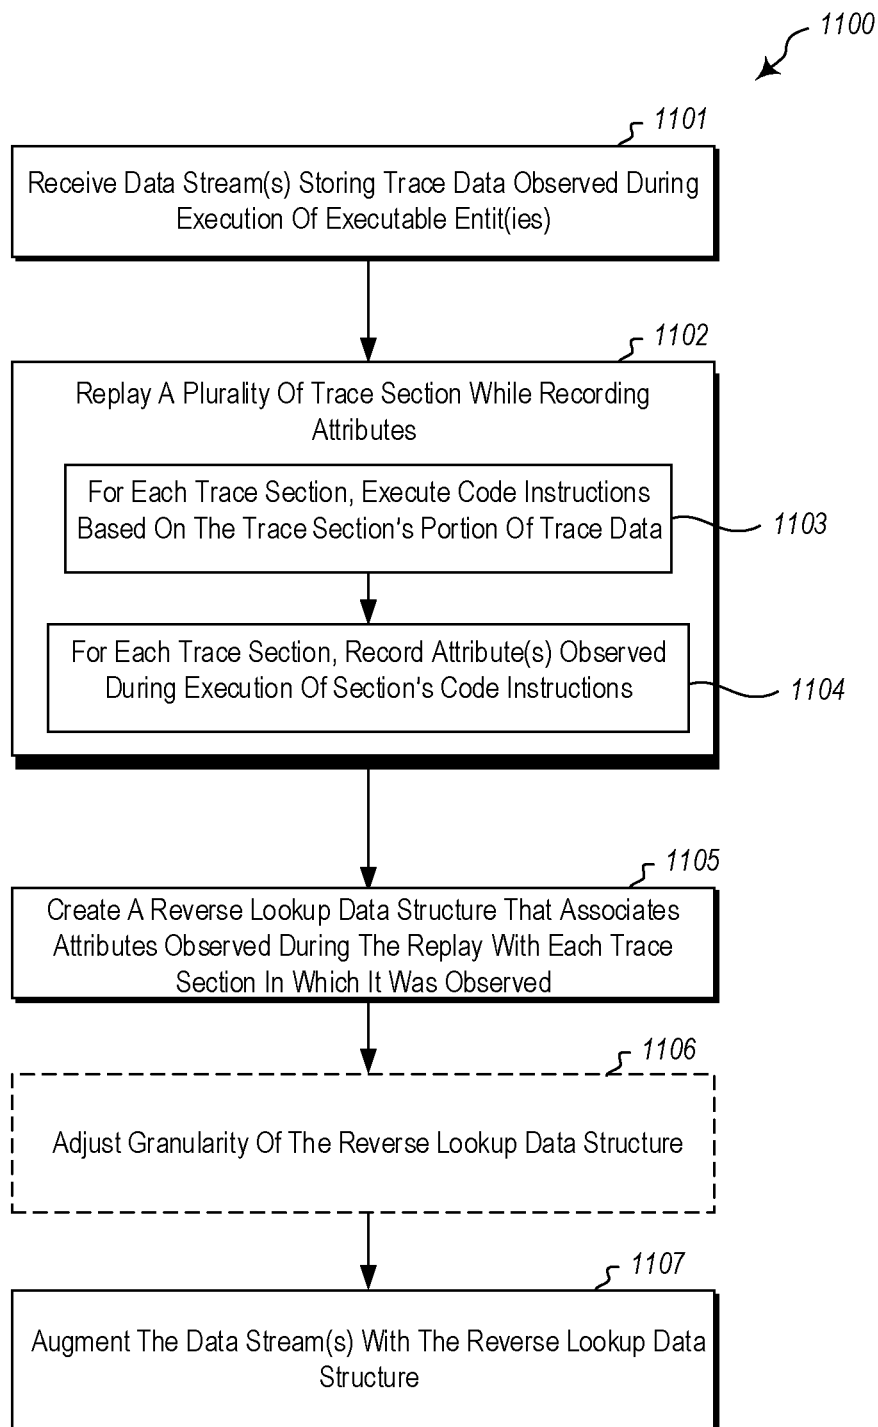 1100
1101
Receive Data Stream(s) Storing Trace Data Observed During
Execution Of Executable Entit(ies)
1102
Replay A Plurality Of Trace Section While Recording
Attributes
For Each Trace Section, Execute Code Instructions
Based On The Trace Section's Portion Of Trace Data
1103
For Each Trace Section, Record Attribute(s) Observed
During Execution Of Section's Code Instructions
1104
1105
Create A Reverse Lookup Data Structure That Associates
Attributes Observed During The Replay With Each Trace
Section In Which It Was Observed
1106
Adjust Granularity Of The Reverse Lookup Data Structure
1107
Augment The Data Stream(s) With The Reverse Lookup Data
Structure